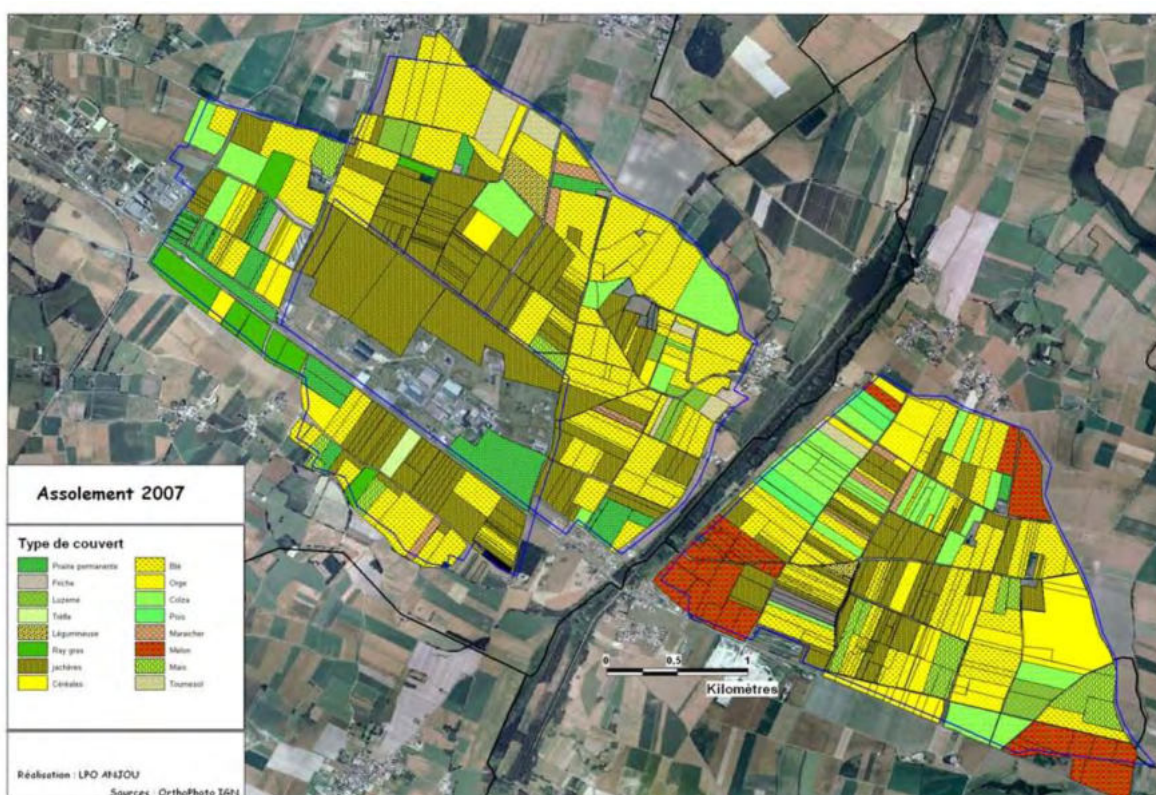 0 0.5 1
Kilomètres
Assolement 2007
Type de couvert
Prairie permanente
Friche
Luzerne
Trèfle
Légumineuse
Ray gras
jachères
Céréales
Blé
Orge
Colza
Pois
Maraicher
Melon
Maïs
Tournesol
Réalisation : LPO ANJOU
Sources : OrthoPhoto IGN